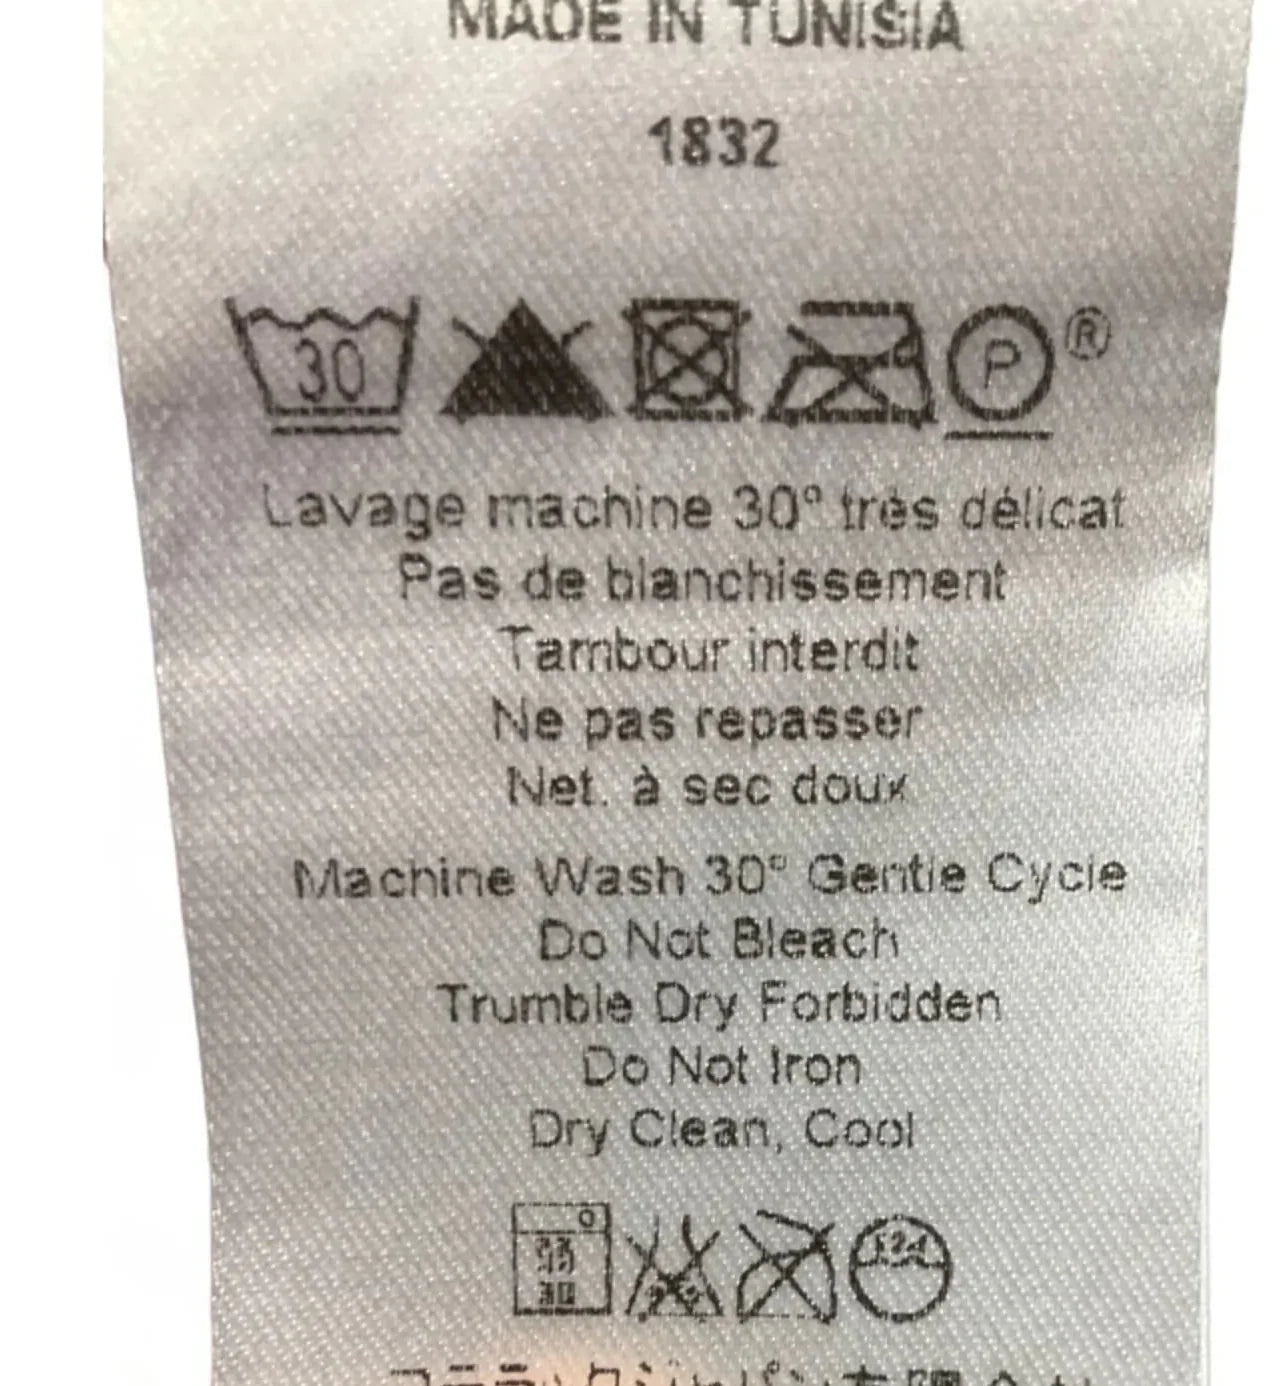 MADE IN TUNISIA
1832
30 P ®
Lavage machine 30° très délicat
Pas de blanchissement
Tambour interdit
Ne pas repasser
Net. à sec doux
Machine Wash 30° Gentle Cycle
Do Not Bleach
Trumble Dry Forbidden
Do Not Iron
Dry Clean, Cool